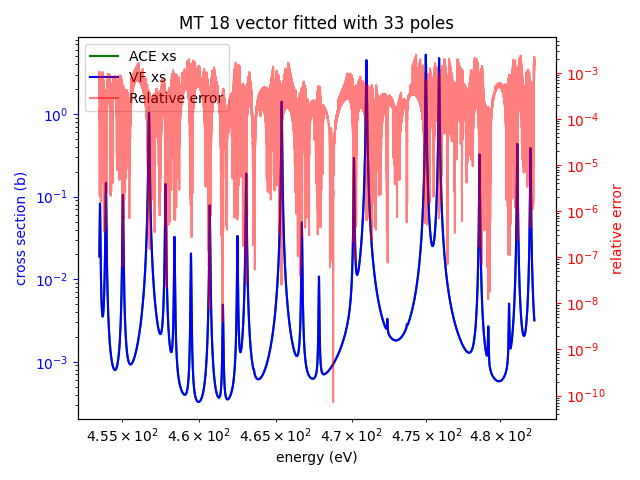 MT 18 vector fitted with 33 poles
ACE xs
VF xs
Relative error
10⁰
10⁻¹
10⁻²
10⁻³
cross section (b)
10⁻³
10⁻⁴
10⁻⁵
10⁻⁶
10⁻⁷
10⁻⁸
10⁻⁹
10⁻¹⁰
relative error
4.55 × 10² 4.6 × 10² 4.65 × 10² 4.7 × 10² 4.75 × 10² 4.8 × 10²
energy (eV)